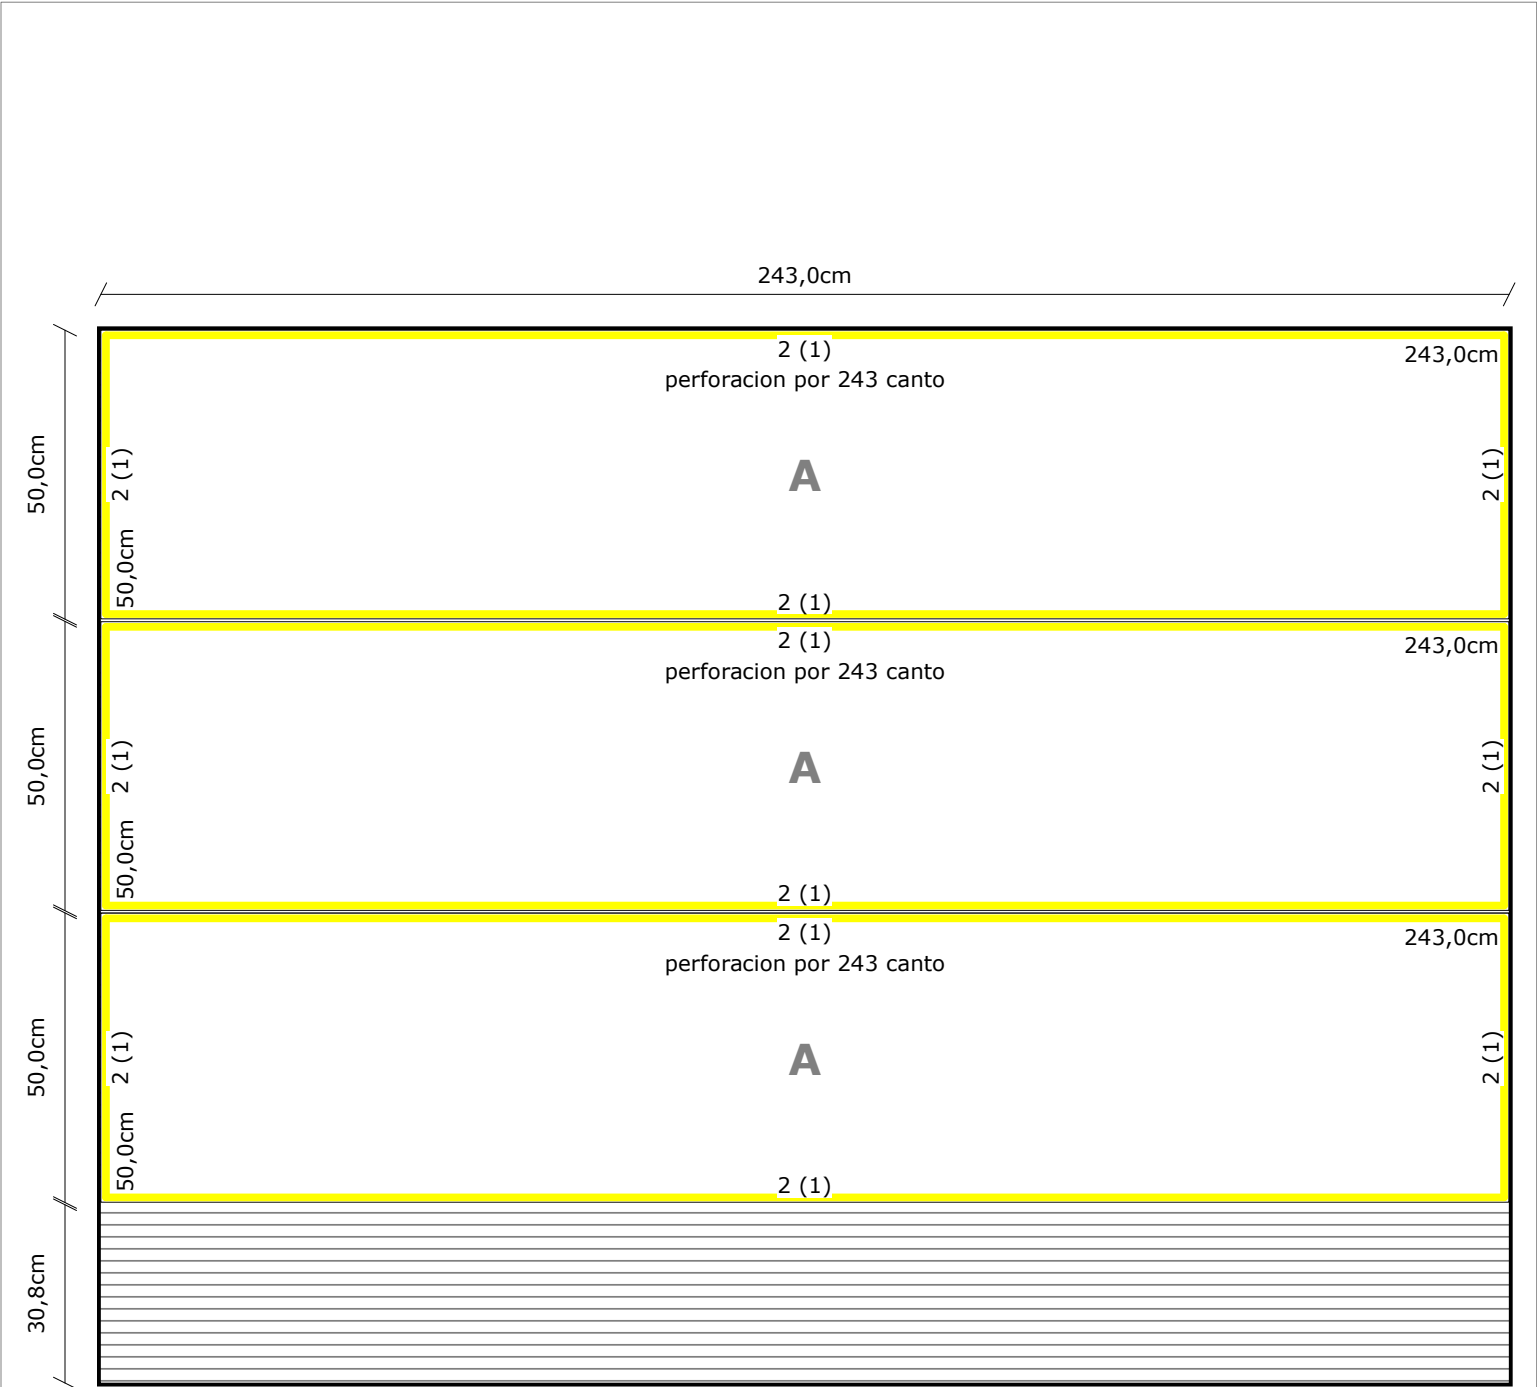 243,0cm
2 (1)
243,0cm
perforacion por 243 canto
50,0cm
2 (1)
A
2 (1)
50,0cm
2 (1)
2 (1)
243,0cm
perforacion por 243 canto
50,0cm
2 (1)
A
2 (1)
50,0cm
2 (1)
2 (1)
243,0cm
perforacion por 243 canto
50,0cm
2 (1)
A
2 (1)
50,0cm
2 (1)
30,8cm